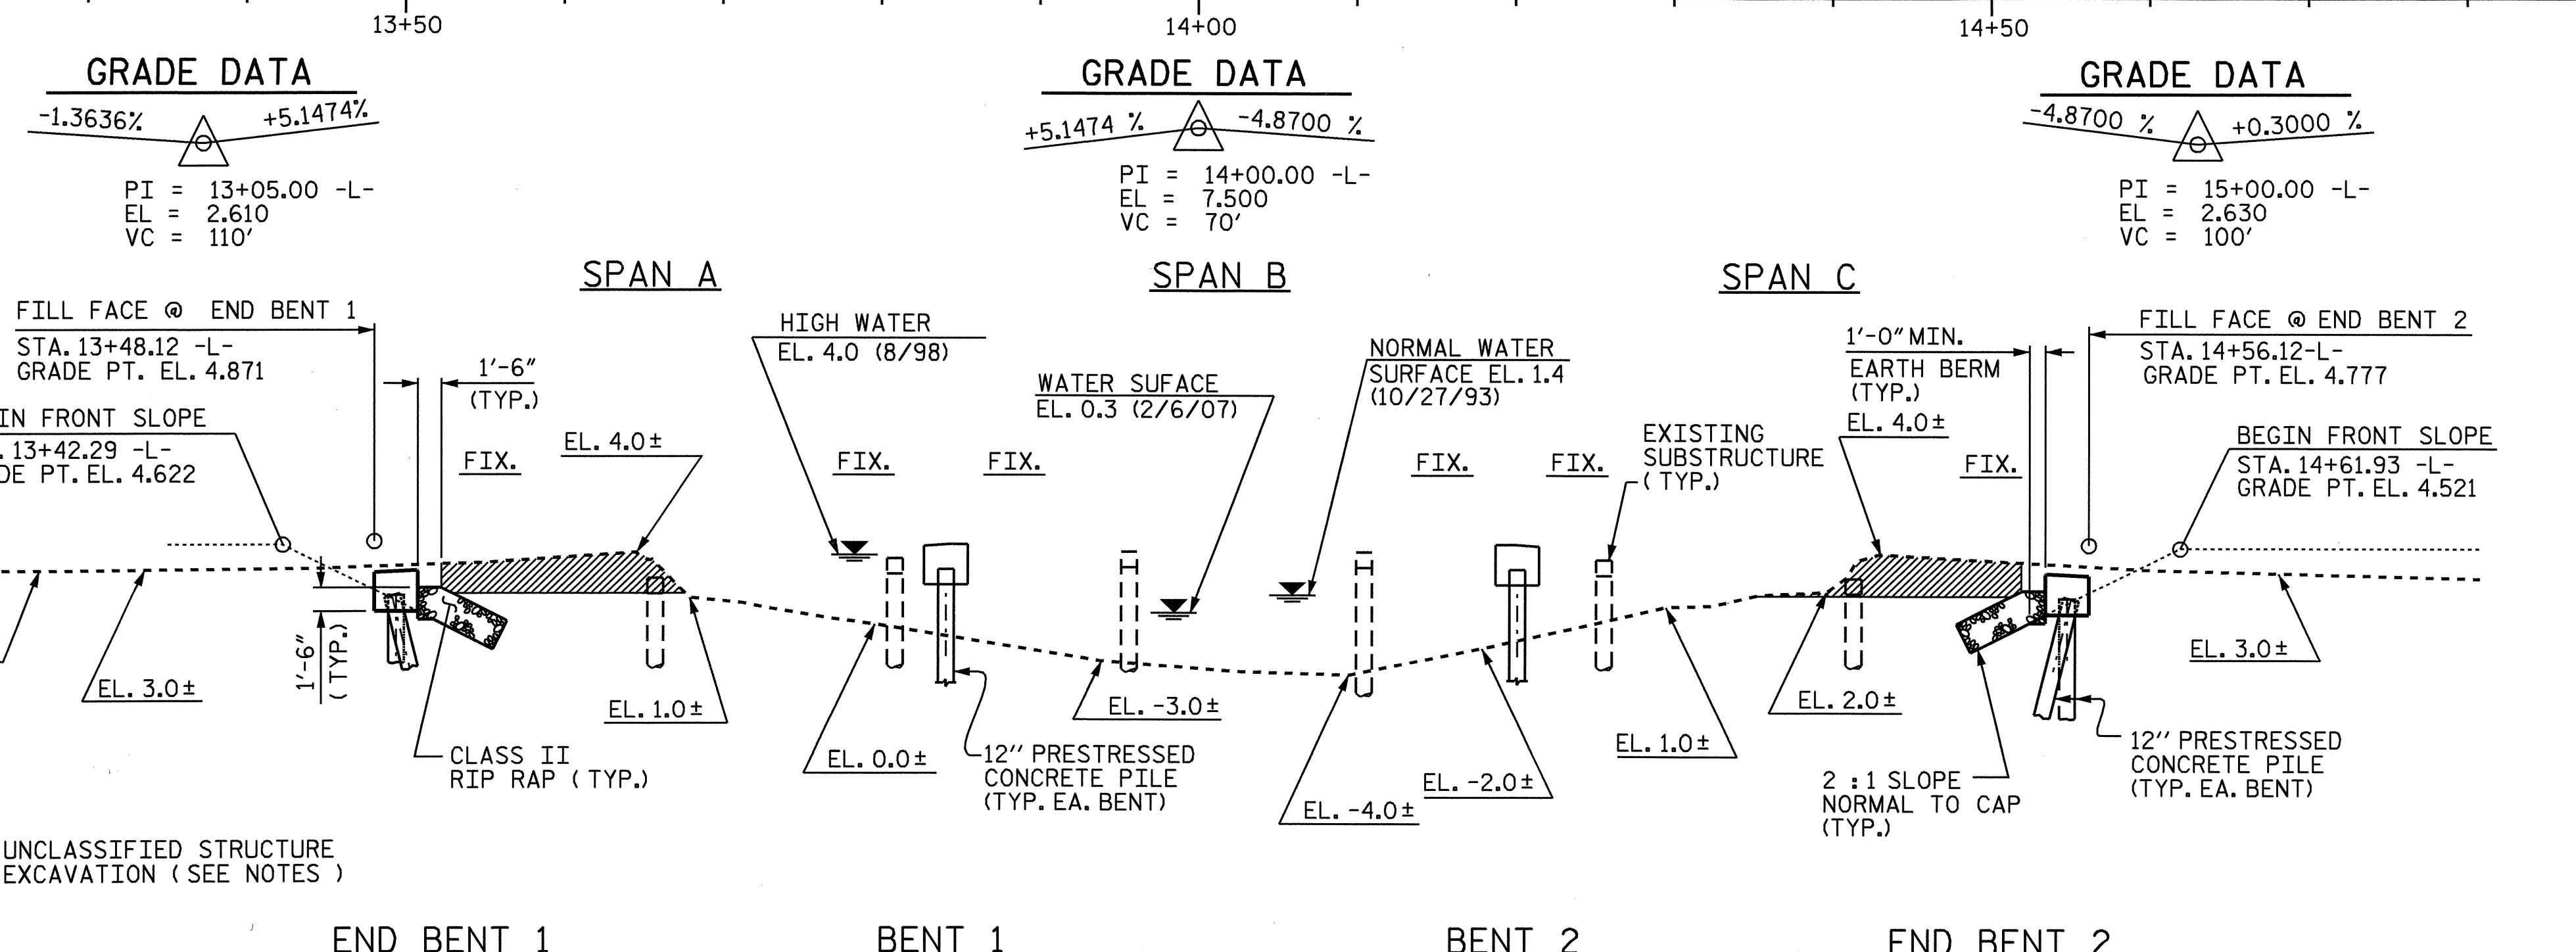 13+50
14+00
14+50
GRADE DATA
-1.3636%
+5.1474%
PI = 13+05.00 -L-
EL = 2.610
VC = 110'
GRADE DATA
+5.1474 %
-4.8700 %
PI = 14+00.00 -L-
EL = 7.500
VC = 70'
GRADE DATA
-4.8700 %
+0.3000 %
PI = 15+00.00 -L-
EL = 2.630
VC = 100'
SPAN A
SPAN B
SPAN C
FILL FACE @ END BENT 1
STA. 13+48.12 -L-
GRADE PT. EL. 4.871
IN FRONT SLOPE
. 13+42.29 -L-
DE PT. EL. 4.622
1'-6"
(TYP.)
FIX.
EL. 4.0±
HIGH WATER
EL. 4.0 (8/98)
FIX.
FIX.
WATER SUFACE
EL. 0.3 (2/6/07)
NORMAL WATER
SURFACE EL. 1.4
(10/27/93)
FIX.
FIX.
EXISTING
SUBSTRUCTURE
(TYP.)
1'-0" MIN.
EARTH BERM
(TYP.)
EL. 4.0±
FIX.
FILL FACE @ END BENT 2
STA. 14+56.12-L-
GRADE PT. EL. 4.777
BEGIN FRONT SLOPE
STA. 14+61.93 -L-
GRADE PT. EL. 4.521
EL. 3.0±
1'-6"
(TYP.)
CLASS II
RIP RAP (TYP.)
EL. 1.0±
EL. 0.0±
12" PRESTRESSED
CONCRETE PILE
(TYP. EA. BENT)
EL. -3.0±
EL. -4.0±
EL. -2.0±
EL. 1.0±
EL. 2.0±
2 : 1 SLOPE
NORMAL TO CAP
(TYP.)
12" PRESTRESSED
CONCRETE PILE
(TYP. EA. BENT)
EL. 3.0±
UNCLASSIFIED STRUCTURE
EXCAVATION ( SEE NOTES )
END BENT 1
BENT 1
BENT 2
END BENT 2